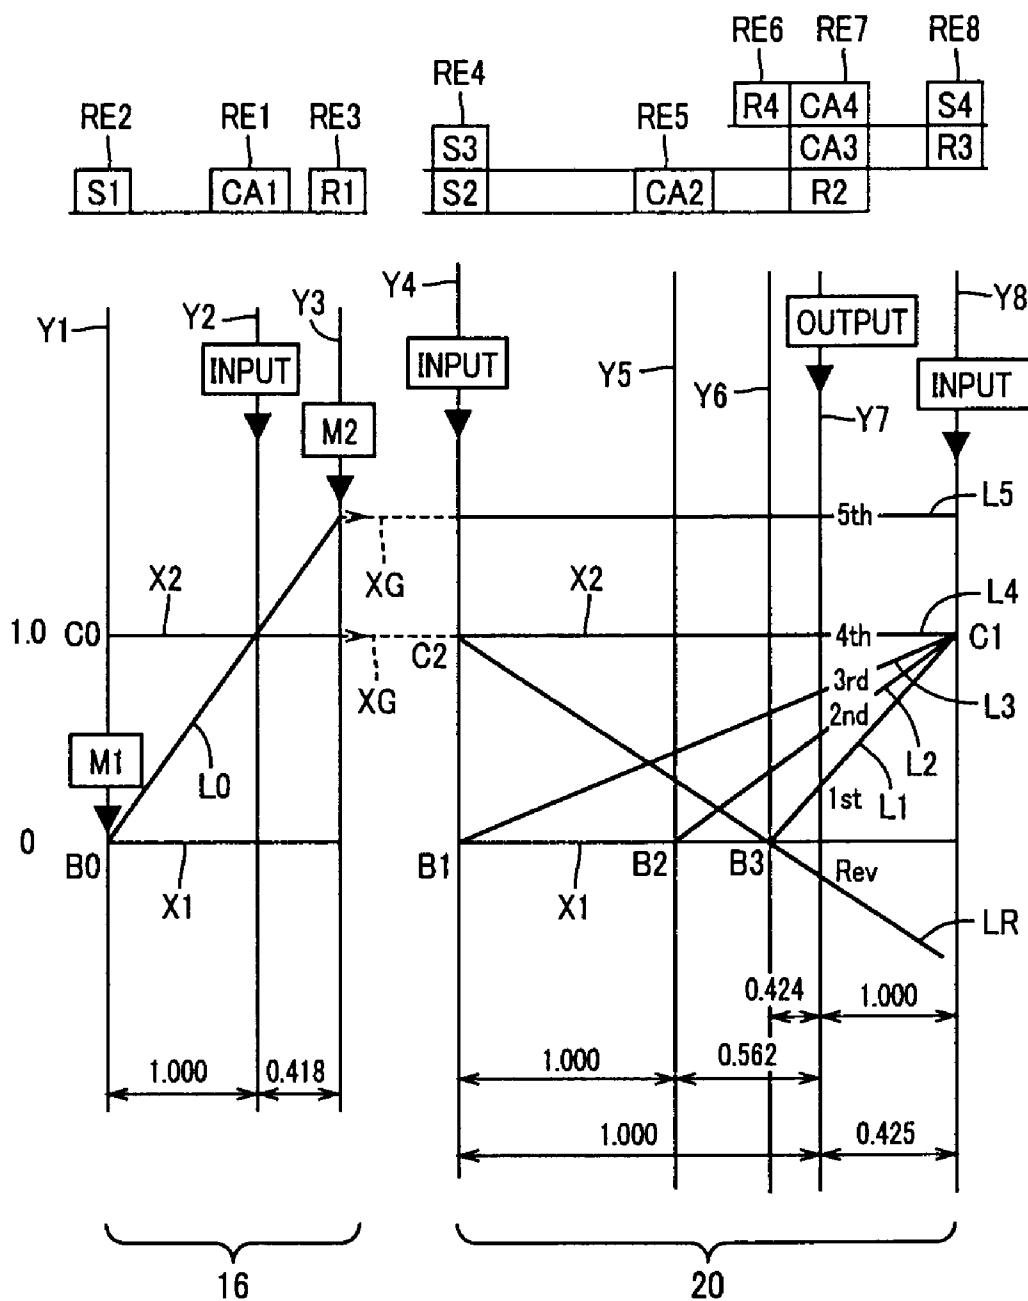 RE6 RE7 RE8
RE4
R4 CA4 S4
RE2 RE1 RE3 RE5
S3 CA3 R3
S1 CA1 R1 S2 CA2 R2
Y4
Y1 Y2 Y3 Y8
OUTPUT
INPUT INPUT Y5 Y6 INPUT
M2 Y7
5th L5
XG
X2 X2 L4
1.0 C0 C2 4th C1
XG 3rd L3
2nd
M1 L0 L2
1st L1
0 B0 B1 B2 B3
Rev
X1 X1
LR
0.424 1.000
1.000 0.418 1.000 0.562
1.000 0.425
16 20